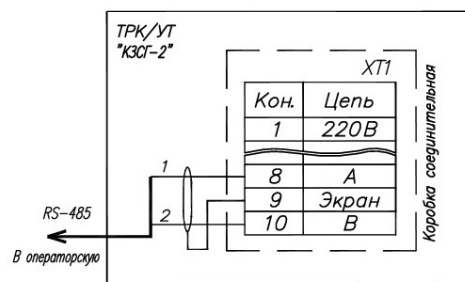 ТРК/УТ
"КЗСГ-2"
XT1
Кон. Цепь
1 220В
8 А
9 Экран
10 В
Коробка соединительная
1
2
RS-485
В операторскую